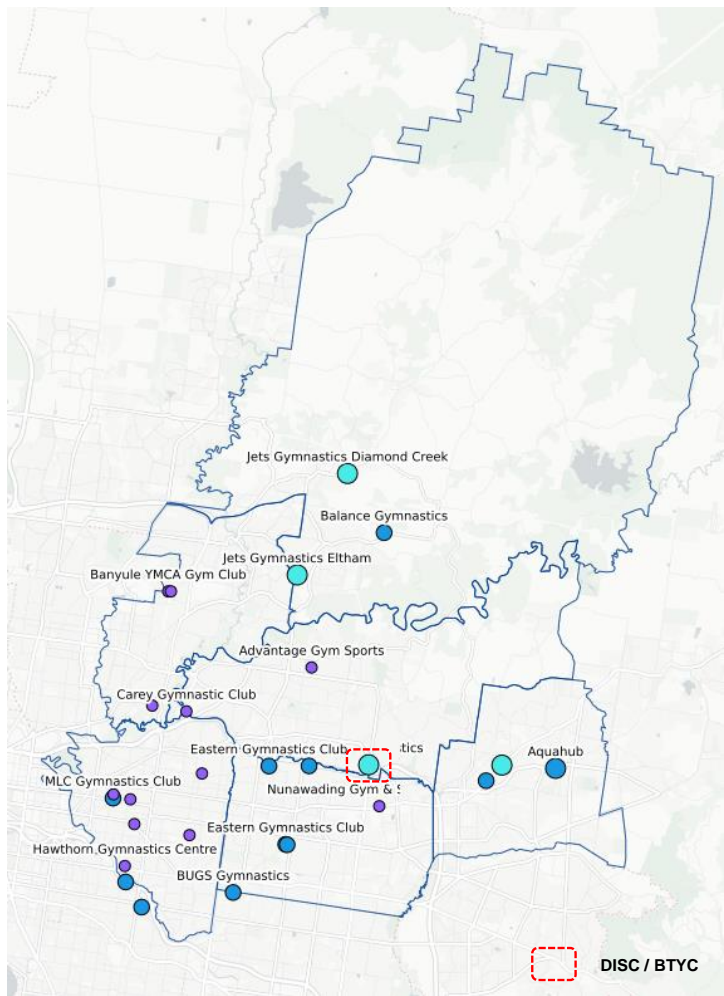 Jets Gymnastics Diamond Creek
Balance Gymnastics
Jets Gymnastics Eltham
Banyule YMCA Gym Club
Advantage Gym Sports
Carey Gymnastic Club
Eastern Gymnastics Club
Aquahub
MLC Gymnastics Club
Nunawading Gym &
Eastern Gymnastics Club
Hawthorn Gymnastics Centre
BUGS Gymnastics
DISC / BTYC